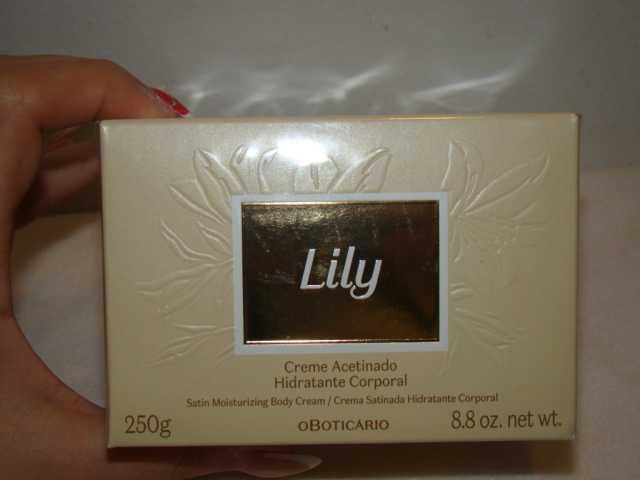 Lily
Creme Acetinado
Hidratante Corporal
Satin Moisturizing Body Cream / Crema Satinada Hidratante Corporal
250g
oBOTICARIO
8.8 oz. net wt.